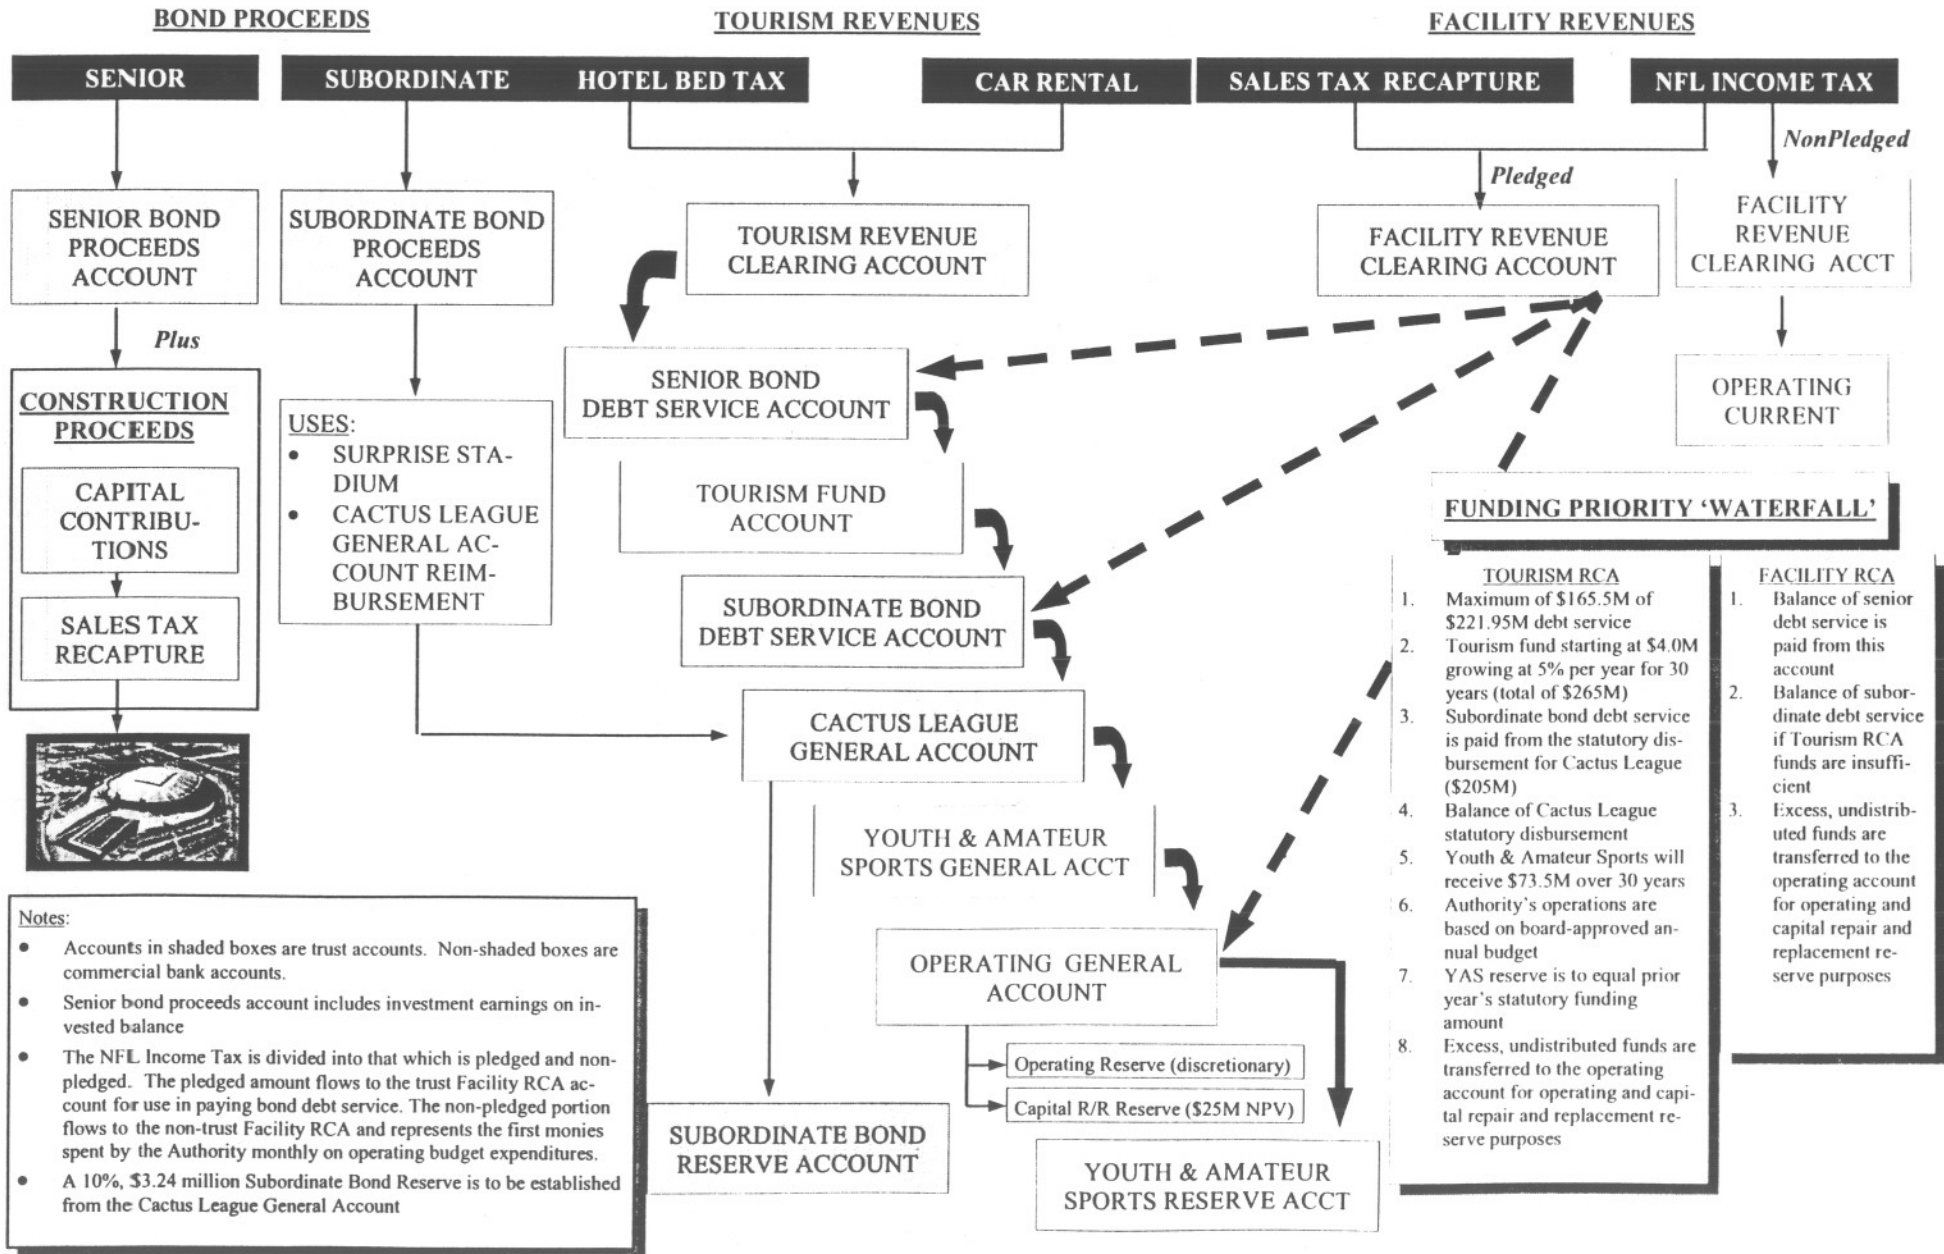 BOND PROCEEDS
TOURISM REVENUES
FACILITY REVENUES
SENIOR
SUBORDINATE
HOTEL BED TAX
CAR RENTAL
SALES TAX RECAPTURE
NFL INCOME TAX
NonPledged
Pledged
SENIOR BOND
PROCEEDS
ACCOUNT
SUBORDINATE BOND
PROCEEDS
ACCOUNT
TOURISM REVENUE
CLEARING ACCOUNT
FACILITY REVENUE
CLEARING ACCOUNT
FACILITY
REVENUE
CLEARING ACCT
Plus
CONSTRUCTION
PROCEEDS
CAPITAL
CONTRIBU-
TIONS
SALES TAX
RECAPTURE
USES:
• SURPRISE STA-
DIUM
• CACTUS LEAGUE
GENERAL AC-
COUNT REIM-
BURSEMENT
SENIOR BOND
DEBT SERVICE ACCOUNT
TOURISM FUND
ACCOUNT
SUBORDINATE BOND
DEBT SERVICE ACCOUNT
CACTUS LEAGUE
GENERAL ACCOUNT
YOUTH & AMATEUR
SPORTS GENERAL ACCT
OPERATING GENERAL
ACCOUNT
Operating Reserve (discretionary)
Capital R/R Reserve ($25M NPV)
SUBORDINATE BOND
RESERVE ACCOUNT
YOUTH & AMATEUR
SPORTS RESERVE ACCT
OPERATING
CURRENT
FUNDING PRIORITY ‘WATERFALL’
TOURISM RCA
1. Maximum of $165.5M of
$221.95M debt service
2. Tourism fund starting at $4.0M
growing at 5% per year for 30
years (total of $265M)
3. Subordinate bond debt service
is paid from the statutory dis-
bursement for Cactus League
($205M)
4. Balance of Cactus League
statutory disbursement
5. Youth & Amateur Sports will
receive $73.5M over 30 years
6. Authority’s operations are
based on board-approved an-
nual budget
7. YAS reserve is to equal prior
year’s statutory funding
amount
8. Excess, undistributed funds are
transferred to the operating
account for operating and capi-
tal repair and replacement re-
serve purposes
FACILITY RCA
1. Balance of senior
debt service is
paid from this
account
2. Balance of subor-
dinate debt service
if Tourism RCA
funds are insuffi-
cient
3. Excess, undistrib-
uted funds are
transferred to the
operating account
for operating and
capital repair and
replacement re-
serve purposes
Notes:
• Accounts in shaded boxes are trust accounts. Non-shaded boxes are
commercial bank accounts.
• Senior bond proceeds account includes investment earnings on in-
vested balance
• The NFL Income Tax is divided into that which is pledged and non-
pledged. The pledged amount flows to the trust Facility RCA ac-
count for use in paying bond debt service. The non-pledged portion
flows to the non-trust Facility RCA and represents the first monies
spent by the Authority monthly on operating budget expenditures.
• A 10%, $3.24 million Subordinate Bond Reserve is to be established
from the Cactus League General Account